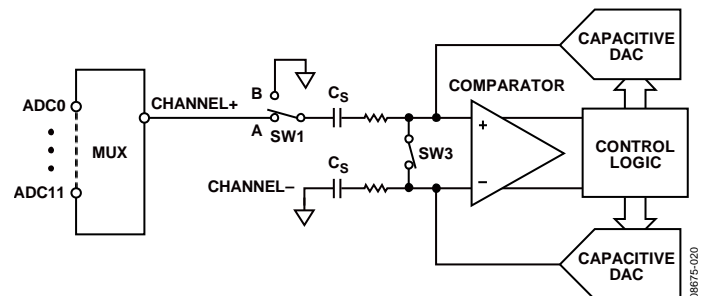 CAPACITIVE
DAC
COMPARATOR
B
CS
ADC0
CHANNEL+
A
SW1
+
MUX
SW3
CONTROL
LOGIC
ADC11
CHANNEL–
CS
–
CAPACITIVE
DAC
08675-020